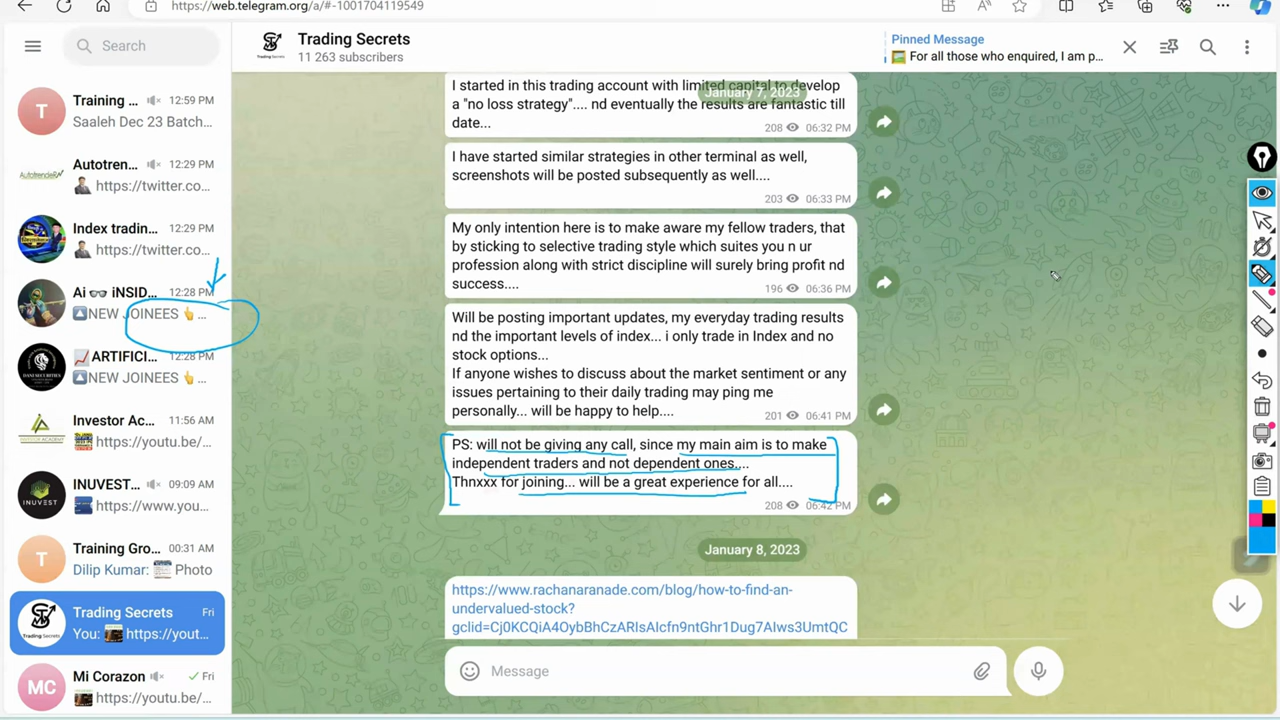 https://web.telegram.org/a/#-1001704119549
Search
Training ...
12:59 PM
Saaleh Dec 23 Batch...
Autotren...
12:29 PM
https://twitter.co...
Index trading...
12:29 PM
https://twitter.co...
Ai 👓 iNSID...
12:28 PM
🔼NEW JOINEES 👆...
📈ARTIFICI...
12:28 PM
🔼NEW JOINEES 👆...
Investor Ac...
11:56 AM
https://youtu.be/...
INUVEST...
09:09 AM
https://www.you...
Training Gro...
00:31 AM
Dilip Kumar: Photo
Trading Secrets
Fri
You: https://yout...
Mi Corazon
Fri
https://youtu.be/...
T
INUVEST
T
Trading Secrets
MC
Trading Secrets
11 263 subscribers
Pinned Message
For all those who enquired, I am p...
January 7, 2023
I started in this trading account with limited capital to develop
a "no loss strategy".... nd eventually the results are fantastic till
date...
208 06:32 PM
I have started similar strategies in other terminal as well,
screenshots will be posted subsequently as well....
203 06:33 PM
My only intention here is to make aware my fellow traders, that
by sticking to selective trading style which suites you n ur
profession along with strict discipline will surely bring profit nd
success....
196 06:36 PM
Will be posting important updates, my everyday trading results
nd the important levels of index... i only trade in Index and no
stock options...
If anyone wishes to discuss about the market sentiment or any
issues pertaining to their daily trading may ping me
personally... will be happy to help....
201 06:41 PM
PS: will not be giving any call, since my main aim is to make
independent traders and not dependent ones....
Thnxxx for joining... will be a great experience for all....
208 06:42 PM
January 8, 2023
https://www.rachanaranade.com/blog/how-to-find-an-
undervalued-stock?
gclid=Cj0KCQiA4OybBhCzARIsAIcfn9ntGhr1Dug7AIws3UmtQC
Message